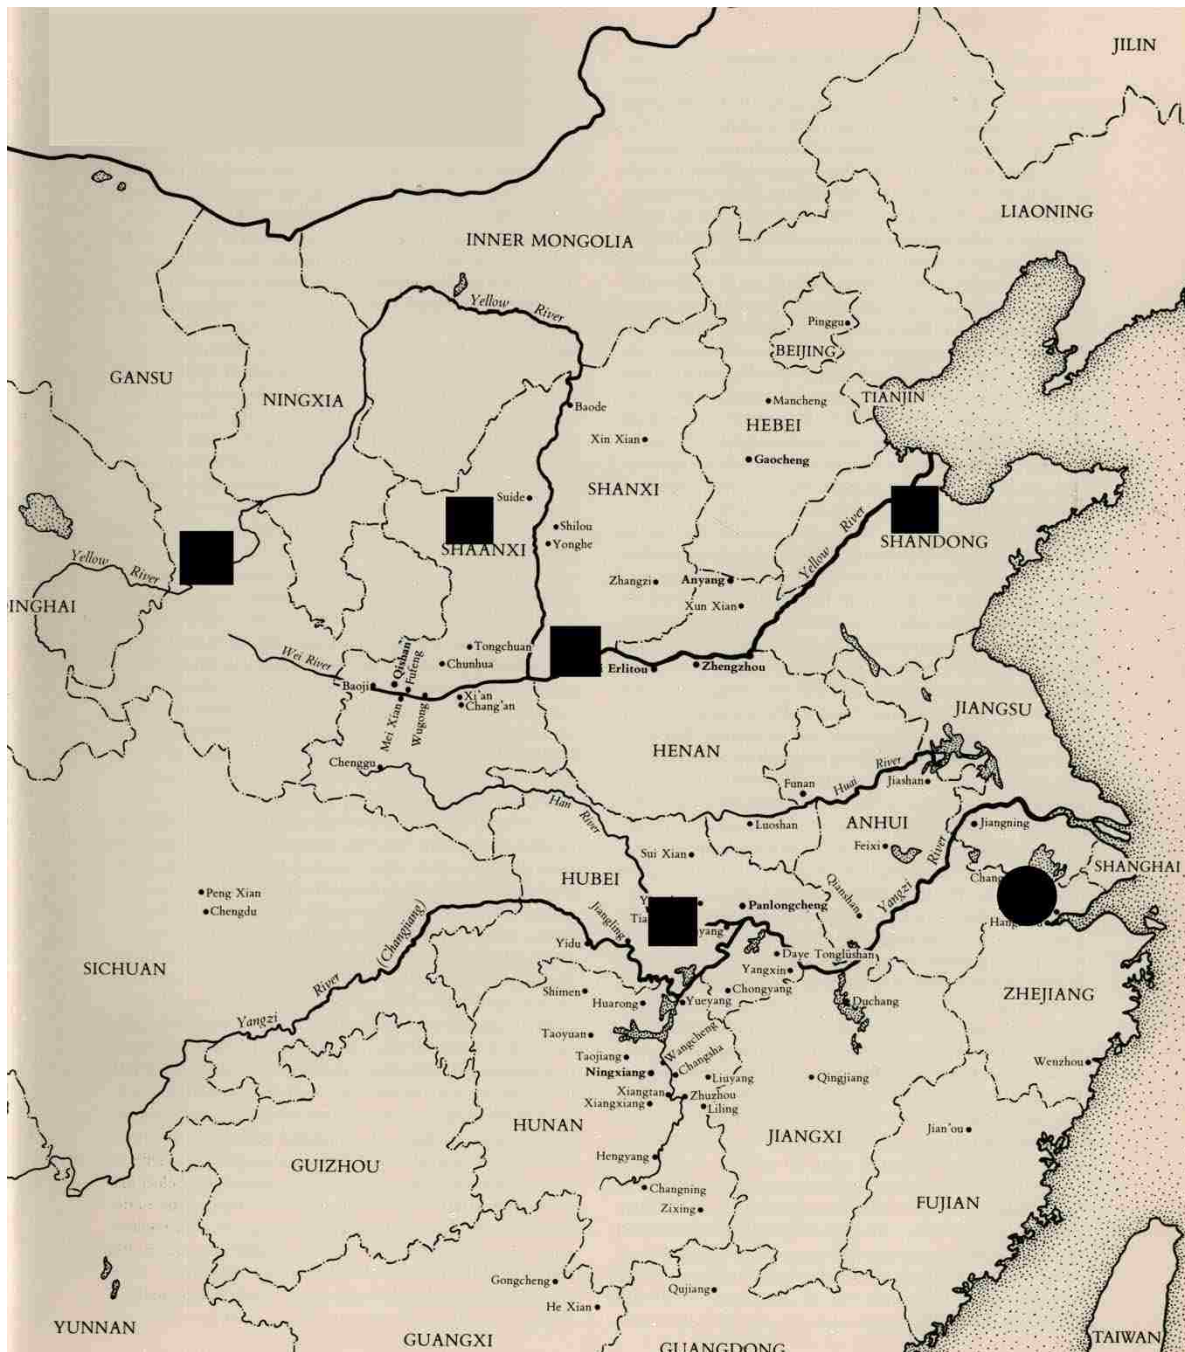 JILIN
LIAONING
INNER MONGOLIA
Yellow River
Pinggu
BEIJING
GANSU
NINGXIA
Baode
Mancheng
TIANJIN
HEBEI
Xin Xian
Gaocheng
SHANXI
Suide
Shilou
Yonghe
SHAANXI
Yellow River
SHANDONG
Yellow River
Zhangzi
Anyang
Xun Xian
INGHAI
Wei River
Qishan
Fufeng
Tongchuan
Chunhua
Erlitou
Zhengzhou
Baoji
Mei Xian
Wugong
Xi'an
Chang'an
JIANGSU
HENAN
Chenggu
Han River
Huai River
Funan
Jiashan
Luoshan
ANHUI
Feixi
Jiangning
Sui Xian
SHANGHAI
HUBEI
Qianshan
Yangzi River
Peng Xian
Chengdu
Panlongcheng
Jiangling
Yidu
(Changjiang)
Daye Tonglüshan
Yangxin
SICHUAN
Yangzi River
Shimen
Huarong
Yueyang
Chongyang
Duchang
ZHEJIANG
Taoyuan
Wangcheng
Taojiang
Changsha
Wenzhou
Ningxiang
Liuyang
Qingjiang
Xiangtan
Zhuzhou
Xiangxiang
Liling
HUNAN
JIANGXI
Jian'ou
Hengyang
GUIZHOU
Changning
Zixing
FUJIAN
Gongcheng
Qujiang
He Xian
YUNNAN
GUANGXI
GUANGDONG
TAIWAN